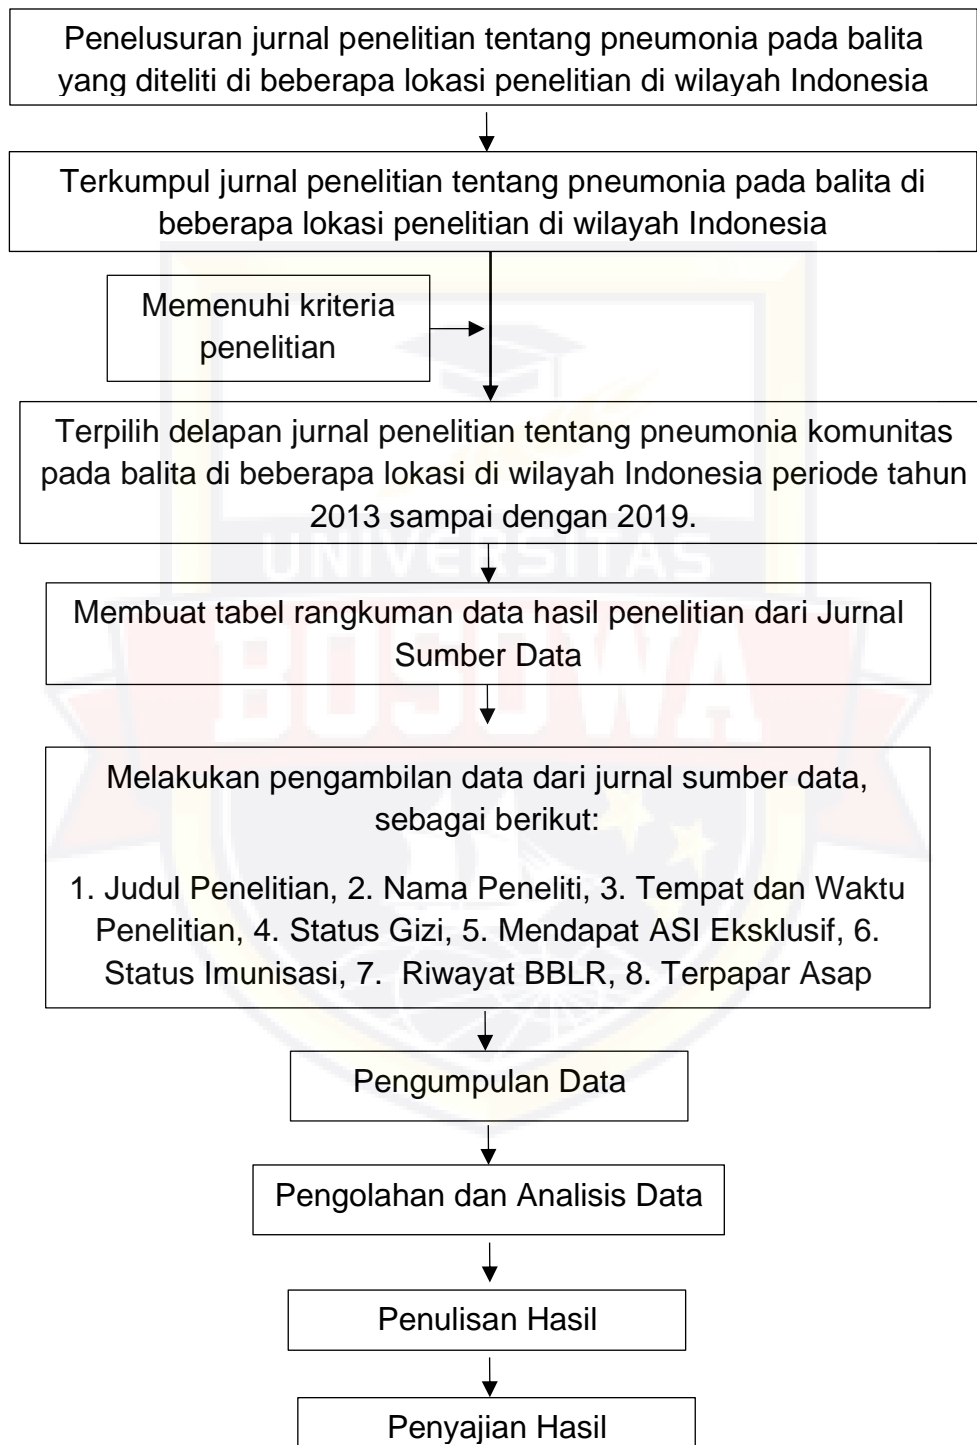 Penelusuran jurnal penelitian tentang pneumonia pada balita
yang diteliti di beberapa lokasi penelitian di wilayah Indonesia
Terkumpul jurnal penelitian tentang pneumonia pada balita di
beberapa lokasi penelitian di wilayah Indonesia
Memenuhi kriteria
penelitian
Terpilih delapan jurnal penelitian tentang pneumonia komunitas
pada balita di beberapa lokasi di wilayah Indonesia periode tahun
2013 sampai dengan 2019.
UNIVERSITAS
Membuat tabel rangkuman data hasil penelitian dari Jurnal
Sumber Data
BOSOWA
Melakukan pengambilan data dari jurnal sumber data,
sebagai berikut:
1. Judul Penelitian, 2. Nama Peneliti, 3. Tempat dan Waktu
Penelitian, 4. Status Gizi, 5. Mendapat ASI Eksklusif, 6.
Status Imunisasi, 7.  Riwayat BBLR, 8. Terpapar Asap
Pengumpulan Data
Pengolahan dan Analisis Data
Penulisan Hasil
Penyajian Hasil